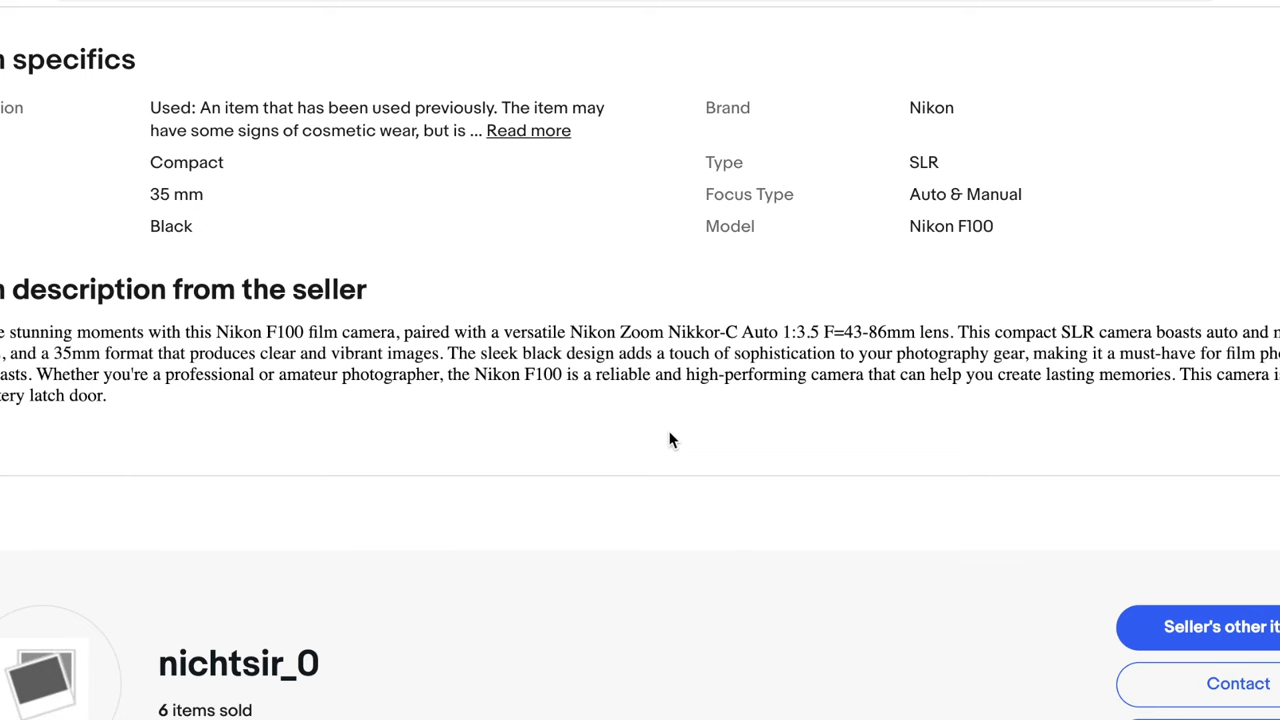 specifics
Used: An item that has been used previously. The item may Brand Nikon
have some signs of cosmetic wear, but is ... Read more
Compact Type SLR
35 mm Focus Type Auto & Manual
Black Model Nikon F100
description from the seller
stunning moments with this Nikon F100 film camera, paired with a versatile Nikon Zoom Nikkor-C Auto 1:3.5 F=43-86mm lens. This compact SLR camera boasts auto and
, and a 35mm format that produces clear and vibrant images. The sleek black design adds a touch of sophistication to your photography gear, making it a must-have for film
Whether you're a professional or amateur photographer, the Nikon F100 is a reliable and high-performing camera that can help you create lasting memories. This camera
latch door.
nichtsir_0
6 items sold
Seller's other
Contact